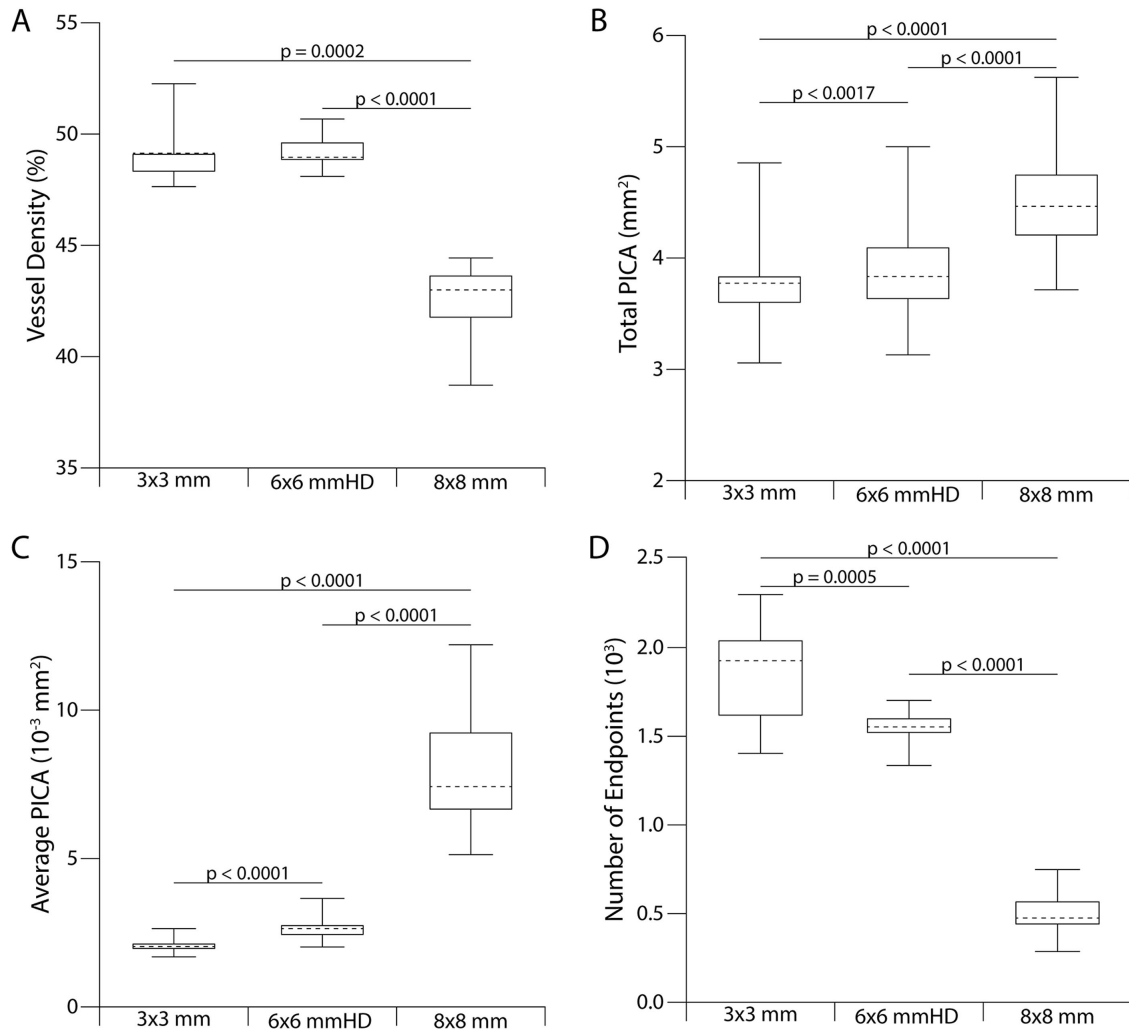 A
Vessel Density (%)
55
50
45
40
35
p = 0.0002
p < 0.0001
3x3 mm
6x6 mmHD
8x8 mm
B
Total PICA (mm²)
6
5
4
3
2
p < 0.0001
p < 0.0001
p < 0.0017
3x3 mm
6x6 mmHD
8x8 mm
C
Average PICA (10⁻³ mm²)
15
10
5
0
p < 0.0001
p < 0.0001
p < 0.0001
3x3 mm
6x6 mmHD
8x8 mm
D
Number of Endpoints (10³)
2.5
2.0
1.5
1.0
0.5
0.0
p < 0.0001
p = 0.0005
p < 0.0001
3x3 mm
6x6 mmHD
8x8 mm